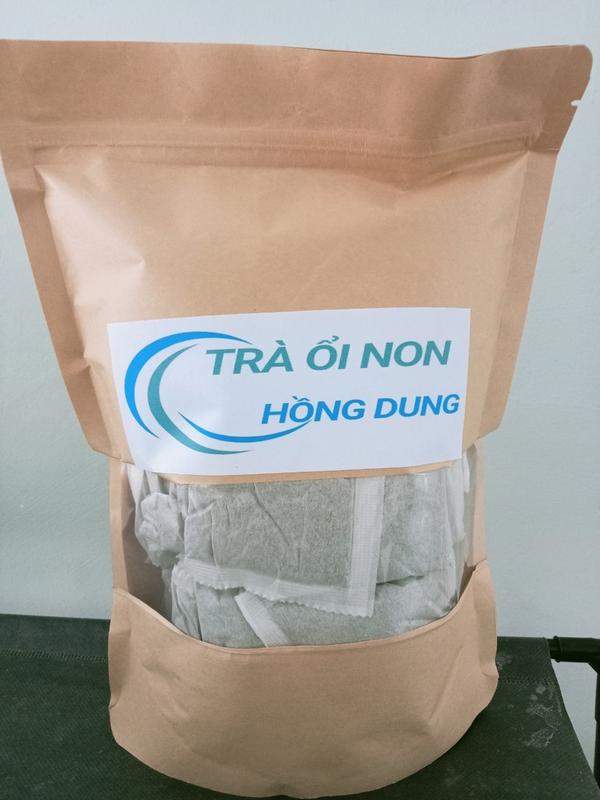 TRÀ ỔI NON
HỒNG DUNG